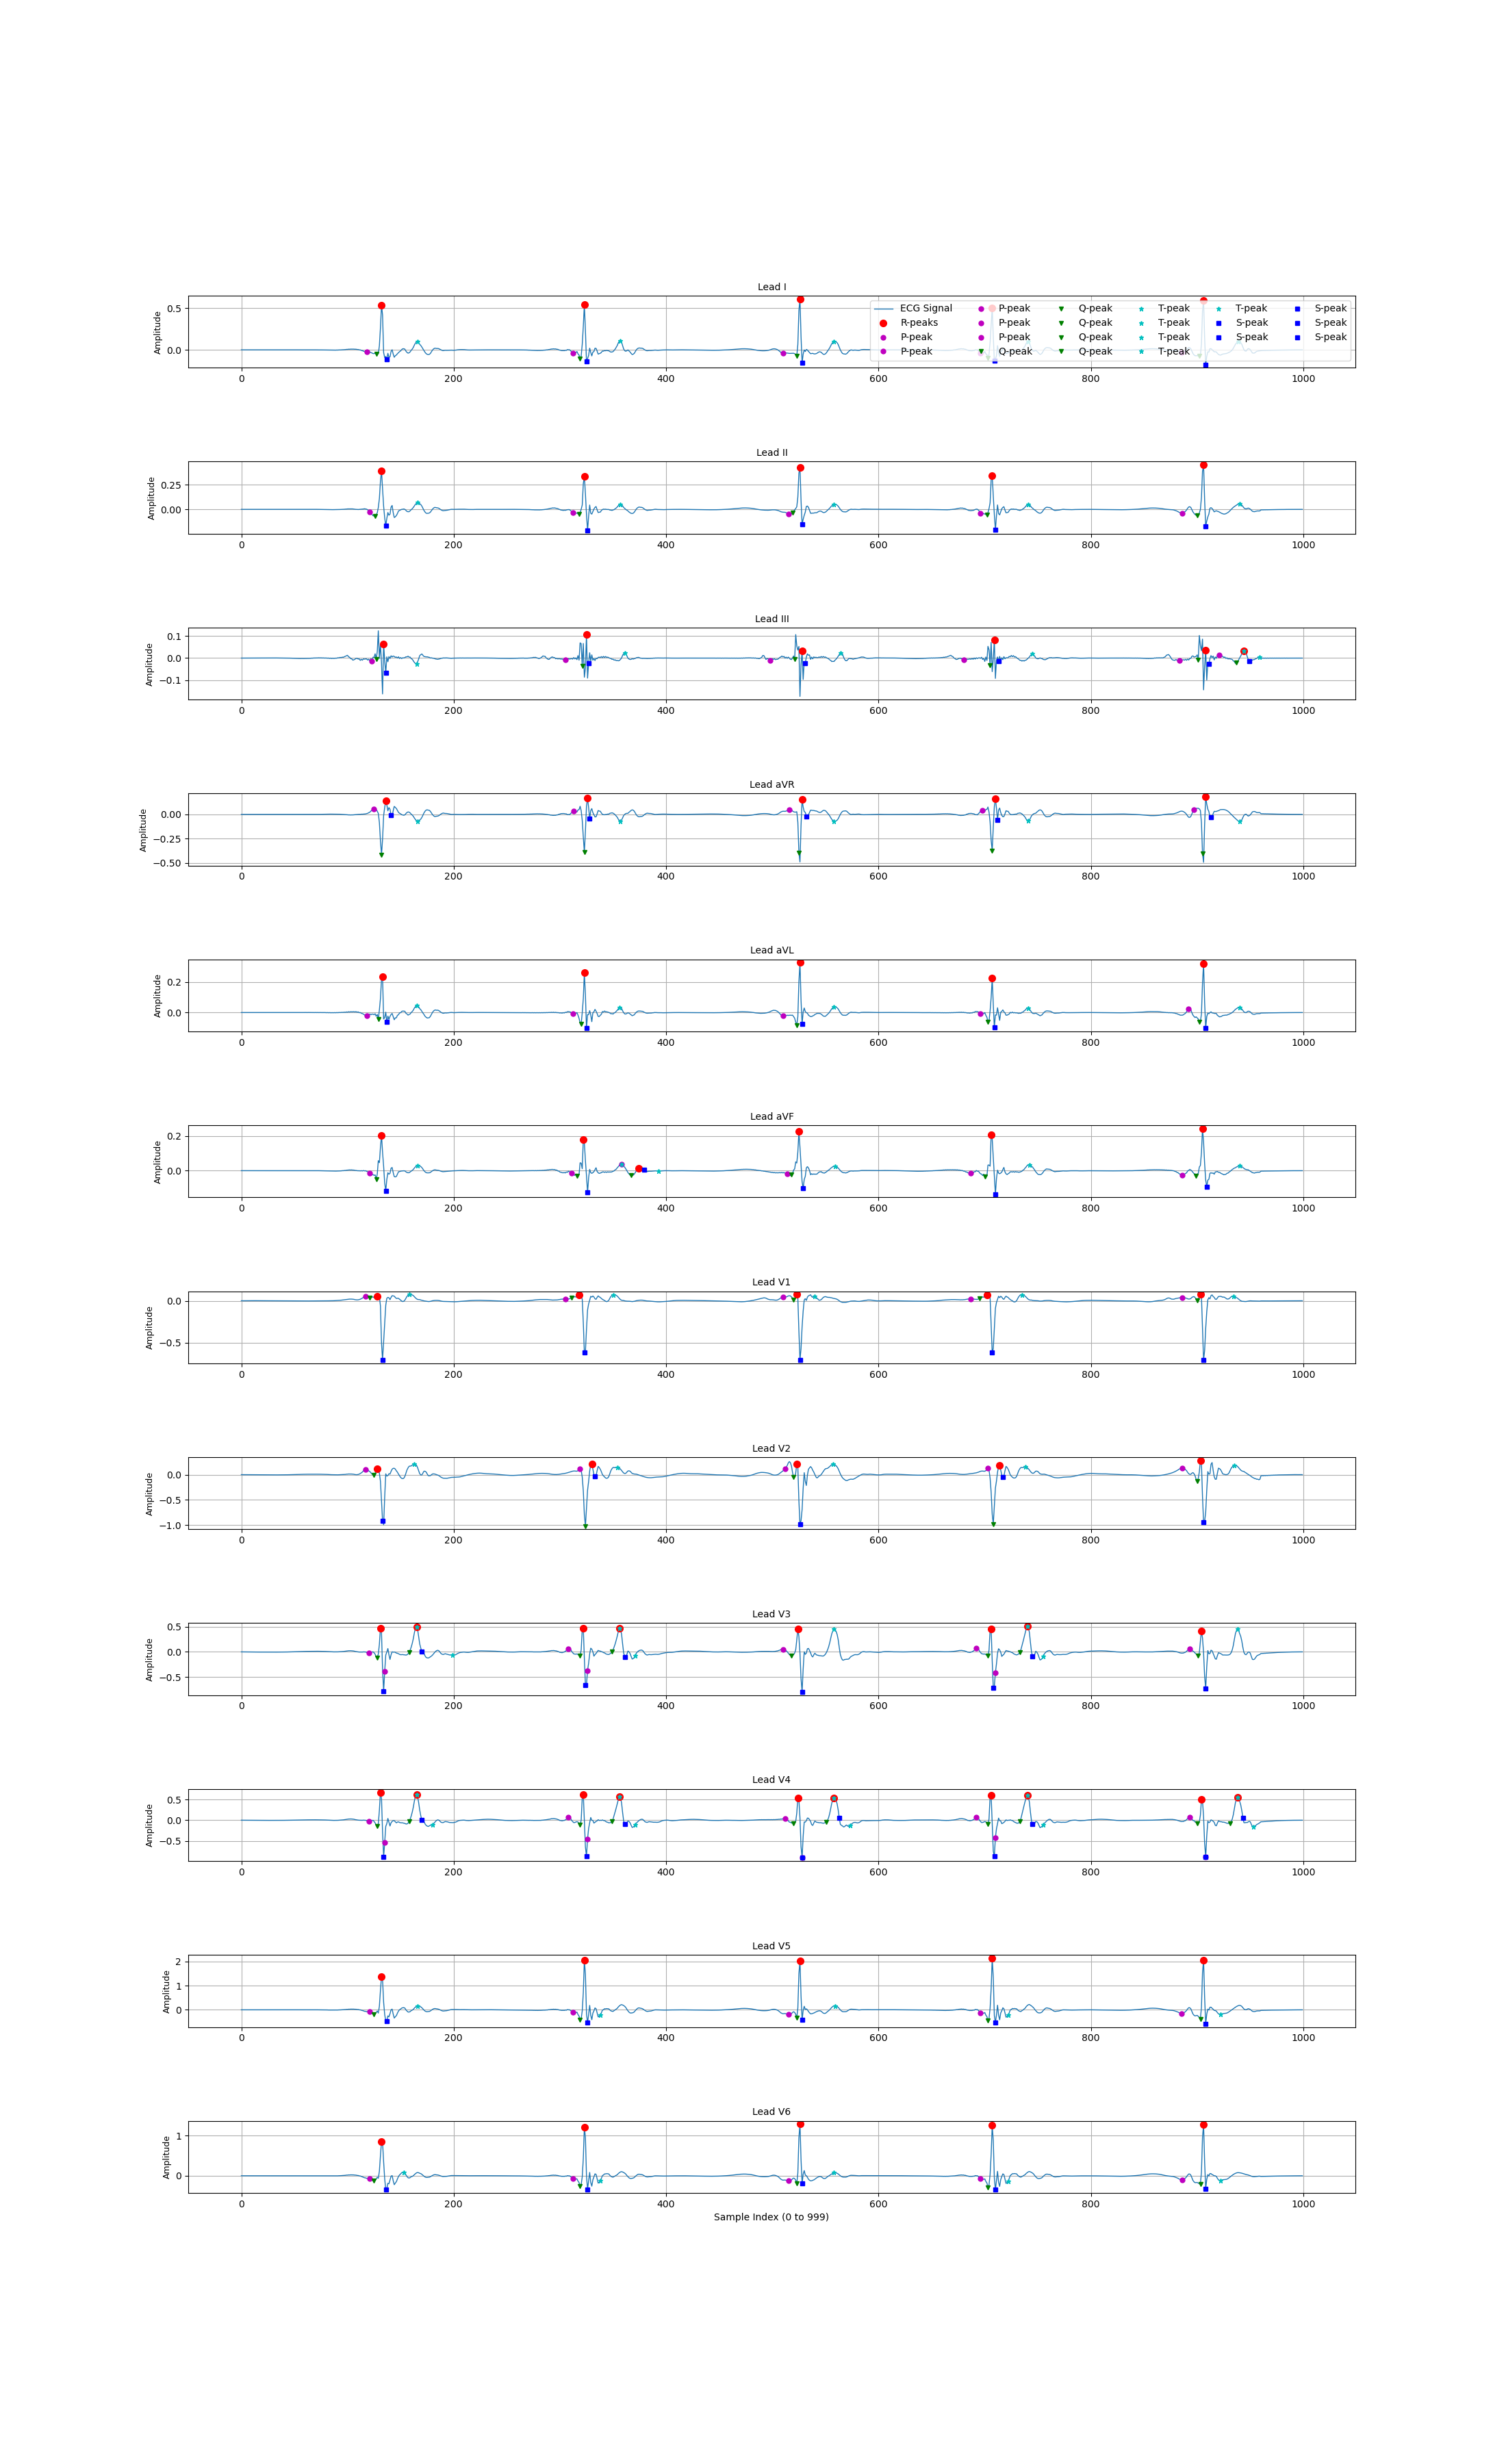 Lead I
Amplitude
0.5
0.0
ECG Signal P-peak Q-peak T-peak T-peak S-peak
R-peaks P-peak Q-peak T-peak S-peak S-peak
P-peak P-peak Q-peak T-peak S-peak S-peak
P-peak Q-peak Q-peak T-peak
0 200 400 600 800 1000
Lead II
Amplitude
0.25
0.00
0 200 400 600 800 1000
Lead III
Amplitude
0.1
0.0
−0.1
0 200 400 600 800 1000
Lead aVR
Amplitude
0.00
−0.25
−0.50
0 200 400 600 800 1000
Lead aVL
Amplitude
0.2
0.0
0 200 400 600 800 1000
Lead aVF
Amplitude
0.2
0.0
0 200 400 600 800 1000
Lead V1
Amplitude
0.0
−0.5
0 200 400 600 800 1000
Lead V2
Amplitude
0.0
−0.5
−1.0
0 200 400 600 800 1000
Lead V3
Amplitude
0.5
0.0
−0.5
0 200 400 600 800 1000
Lead V4
Amplitude
0.5
0.0
−0.5
0 200 400 600 800 1000
Lead V5
Amplitude
2
1
0
0 200 400 600 800 1000
Lead V6
Amplitude
1
0
0 200 400 600 800 1000
Sample Index (0 to 999)